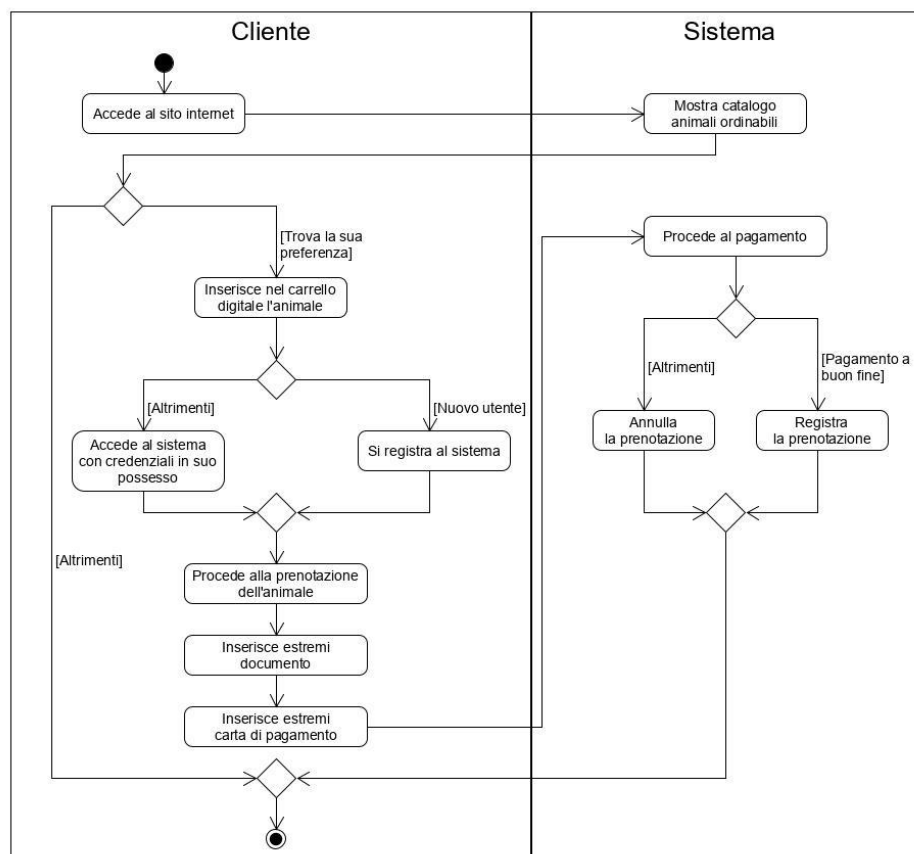 Cliente
Sistema
Accede al sito internet
Mostra catalogo
animali ordinabili
[Trova la sua
preferenza]
Procede al pagamento
Inserisce nel carrello
digitale l'animale
[Altrimenti]
[Pagamento a
buon fine]
[Altrimenti]
[Nuovo utente]
Annulla
la prenotazione
Registra
la prenotazione
Accede al sistema
con credenziali in suo
possesso
Si registra al sistema
[Altrimenti]
Procede alla prenotazione
dell'animale
Inserisce estremi
documento
Inserisce estremi
carta di pagamento